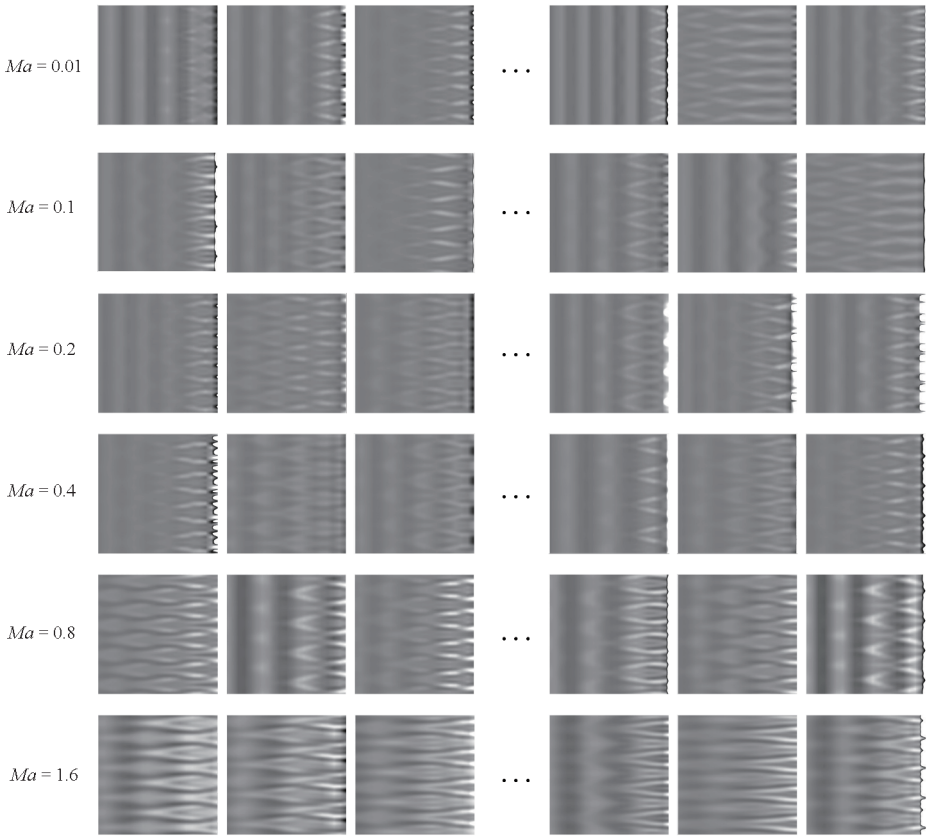 Ma = 0.01 ...
Ma = 0.1 ...
Ma = 0.2 ...
Ma = 0.4 ...
Ma = 0.8 ...
Ma = 1.6 ...